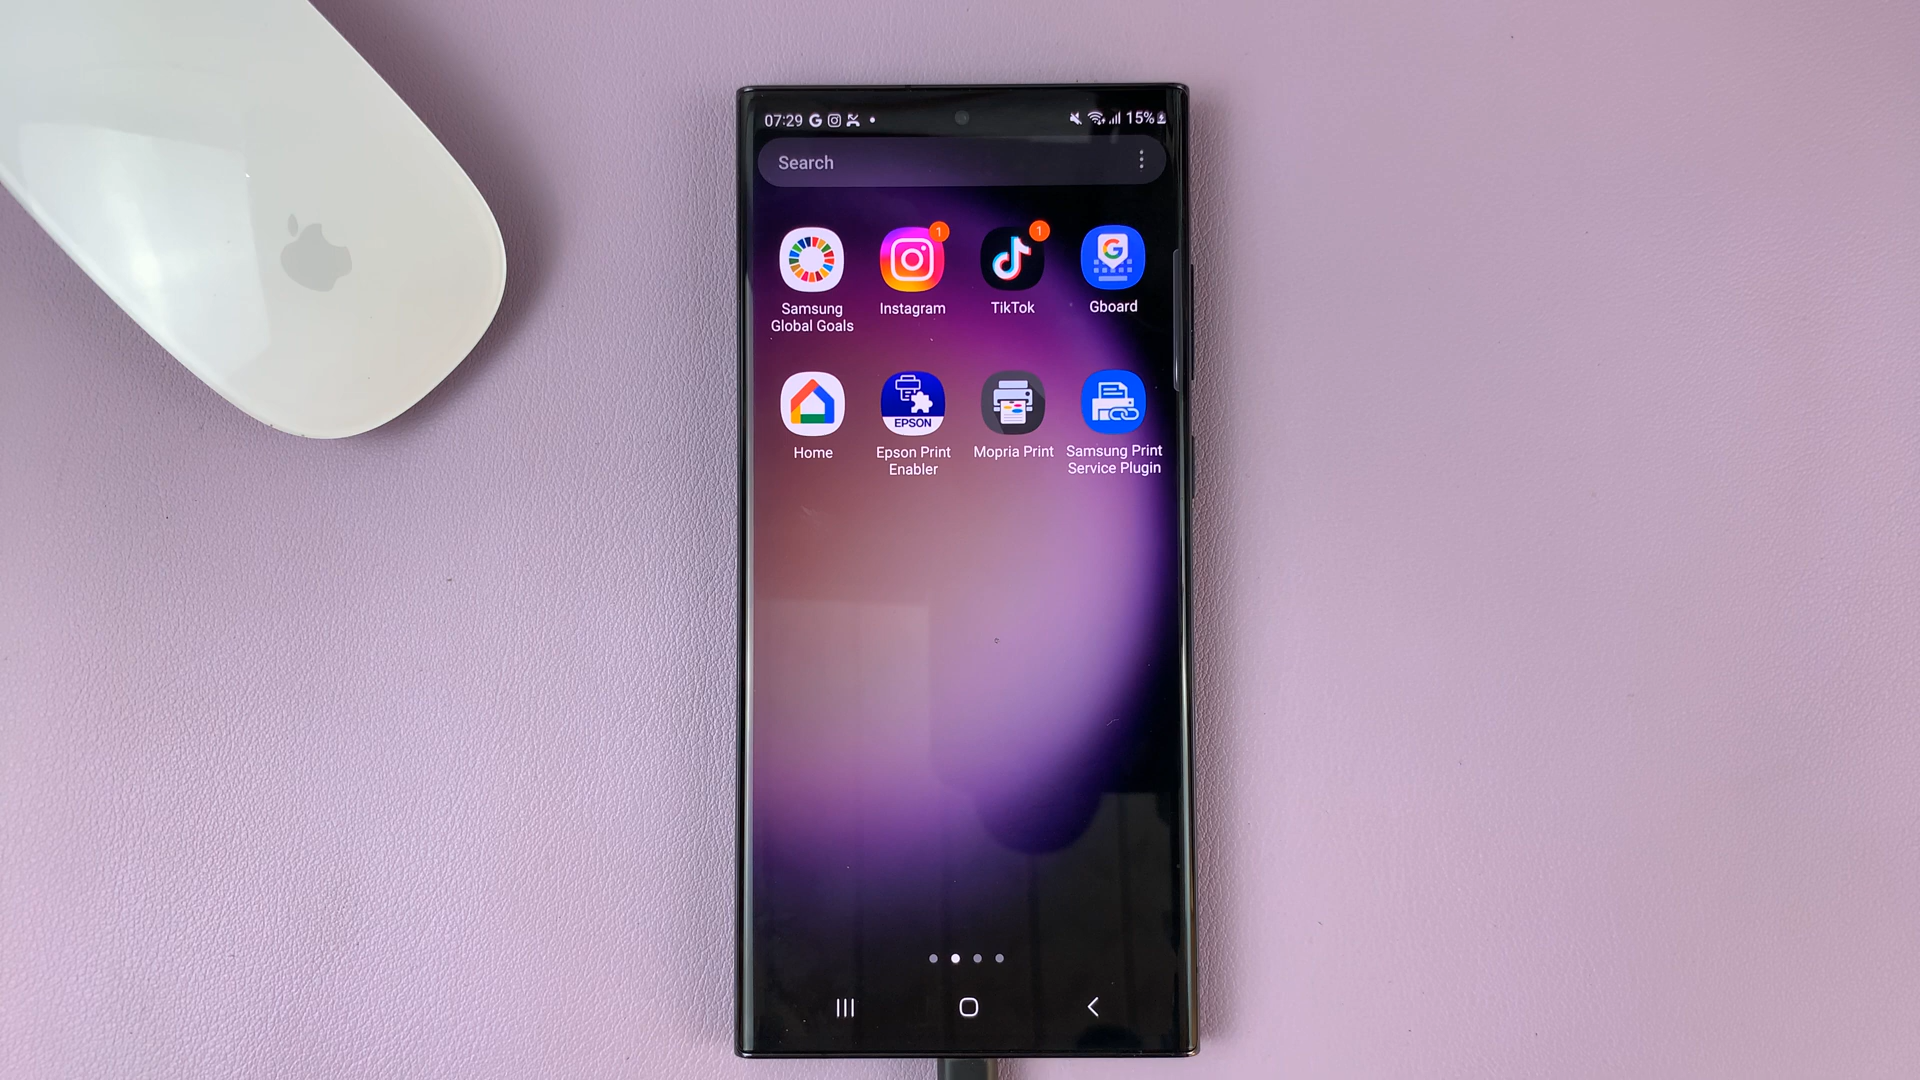 07:29
15%
Search
1
1
Samsung
Global Goals
Instagram
TikTok
Gboard
EPSON
Home
Epson Print
Enabler
Mopria Print
Samsung Print
Service Plugin